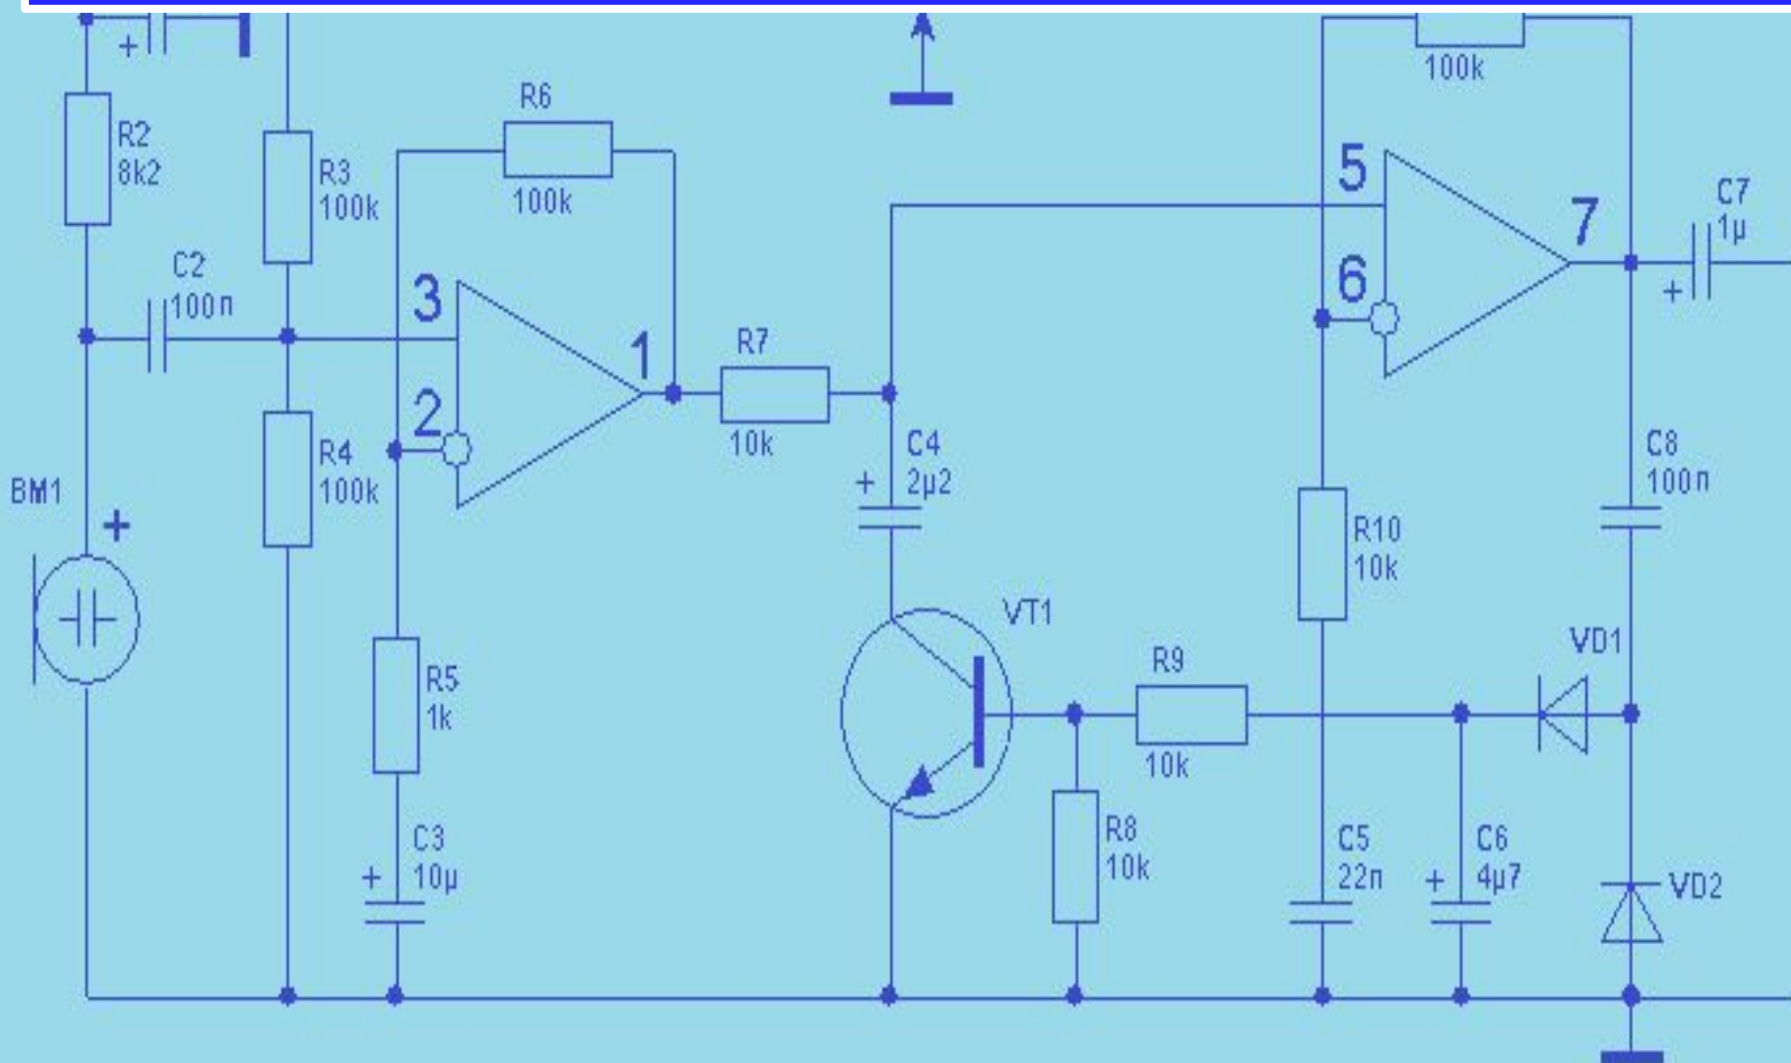 +
100k
R6
R2
8k2
R3
100k
100k
5
C7
1µ
7
C2
100n
3
6
+
R7
1
2
10k
C4
+ 2µ2
C8
100n
R4
100k
BM1
+
R10
10k
VT1
VD1
R9
R5
1k
10k
C3
+ 10µ
R8
10k
C5
22n
C6
+ 4µ7
VD2